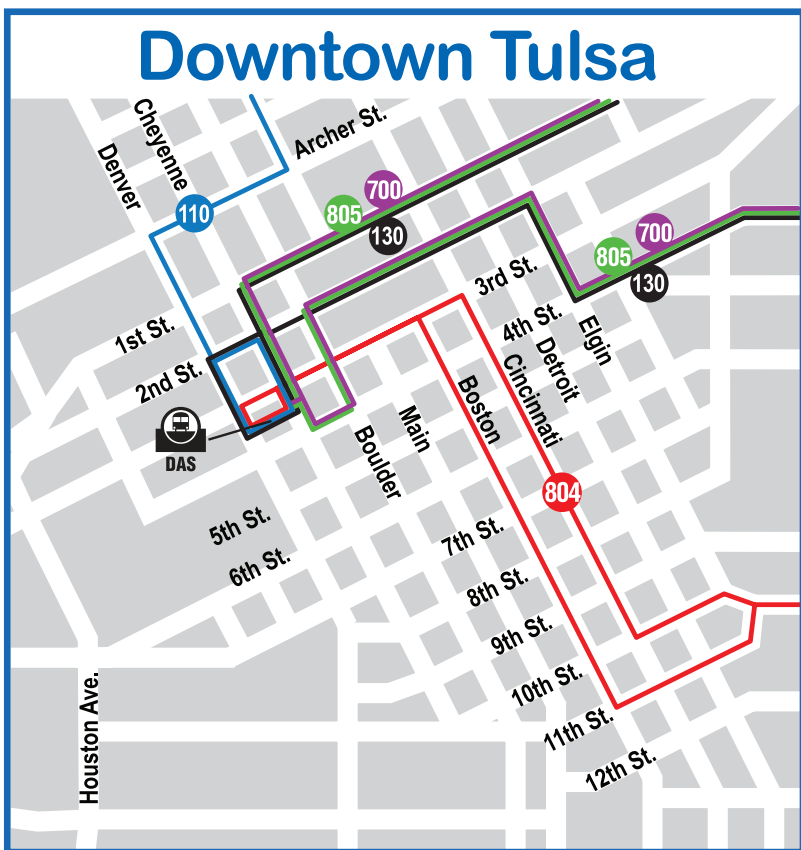 Downtown Tulsa
Cheyenne
Denver
Archer St.
110
700
805
130
700
805
130
3rd St.
1st St.
4th St.
Elgin
2nd St.
Detroit
Cincinnati
Boston
Main
DAS
Boulder
804
5th St.
7th St.
6th St.
8th St.
9th St.
10th St.
Houston Ave.
11th St.
12th St.